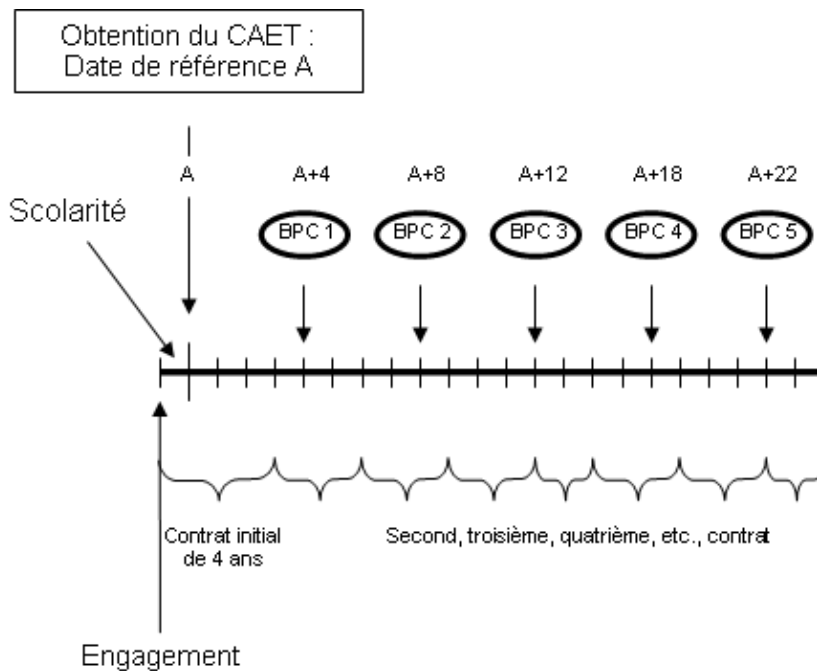 Obtention du CAET :
Date de référence A
A A+4 A+8 A+12 A+18 A+22
Scolarité
BPC 1 BPC 2 BPC 3 BPC 4 BPC 5
Contrat initial
de 4 ans
Second, troisième, quatrième, etc., contrat
Engagement